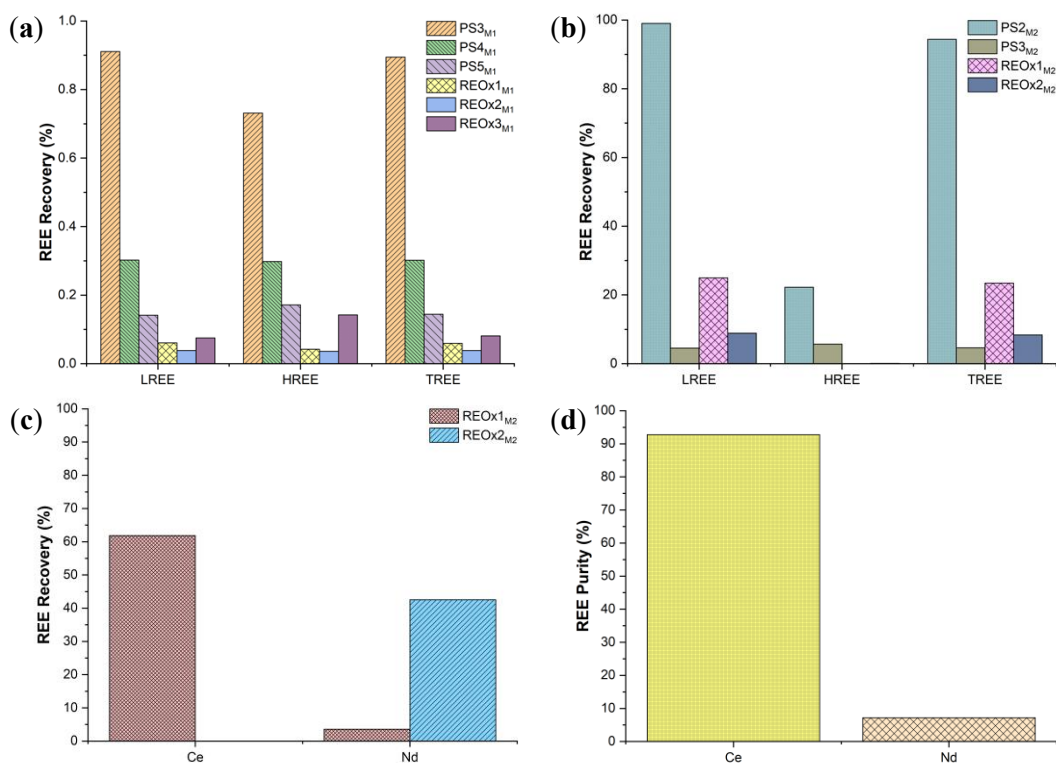 (a)
REE Recovery (%)
1.0
0.8
0.6
0.4
0.2
0.0
PS3M1
PS4M1
PS5M1
REOx1M1
REOx2M1
REOx3M1
LREE HREE TREE
(b)
REE Recovery (%)
100
80
60
40
20
0
PS2M2
PS3M2
REOx1M2
REOx2M2
LREE HREE TREE
(c)
REE Recovery (%)
100
90
80
70
60
50
40
30
20
10
0
REOx1M2
REOx2M2
Ce Nd
(d)
REE Purity (%)
100
90
80
70
60
50
40
30
20
10
0
Ce Nd